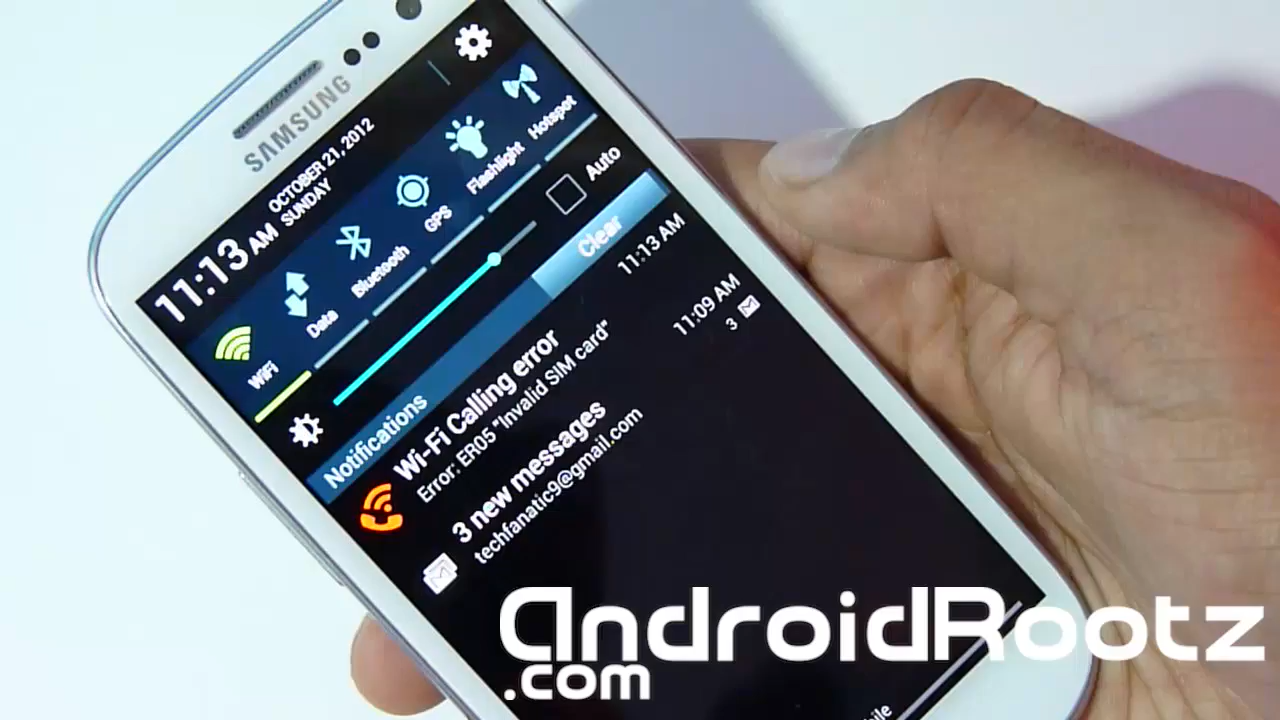 SAMSUNG
11:13 AM
OCTOBER 21, 2012
SUNDAY
WiFi
Data
Bluetooth
GPS
Flashlight
Hotspot
Auto
Notifications
Clear
Wi-Fi Calling error
11:13 AM
Error: ER05 "Invalid SIM card"
3 new messages
11:09 AM
techfanatic9@gmail.com
3
AndroidRootz
.com